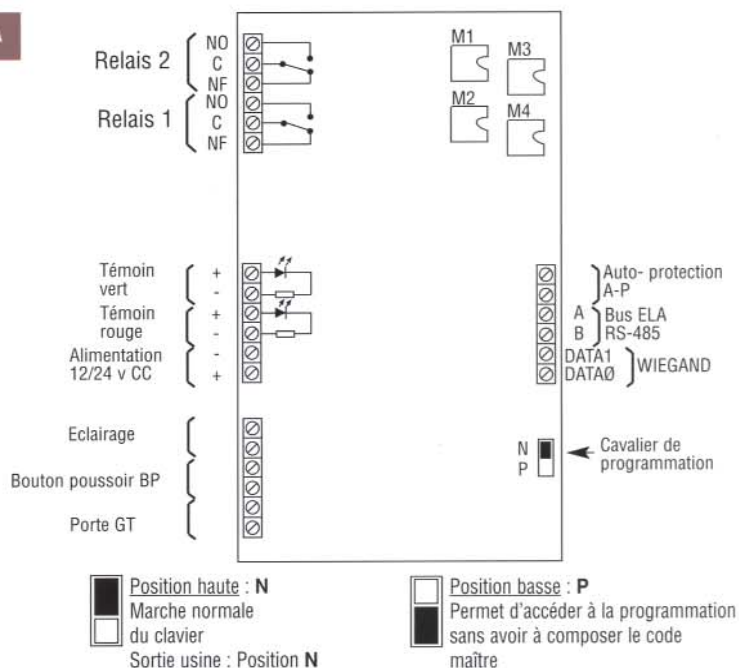 A
Relais 2
NO
C
NF
Relais 1
NO
C
NF
M1
M3
M2
M4
Témoin
vert
+
-
Témoin
rouge
+
-
Alimentation
12/24 v CC
-
+
Auto- protection
A-P
A
B
Bus ELA
RS-485
DATA1
DATAØ
WIEGAND
Eclairage
Bouton poussoir BP
Porte GT
N
P
Cavalier de
programmation
Position haute : N
Marche normale
du clavier
Sortie usine : Position N
Position basse : P
Permet d'accéder à la programmation
sans avoir à composer le code
maître